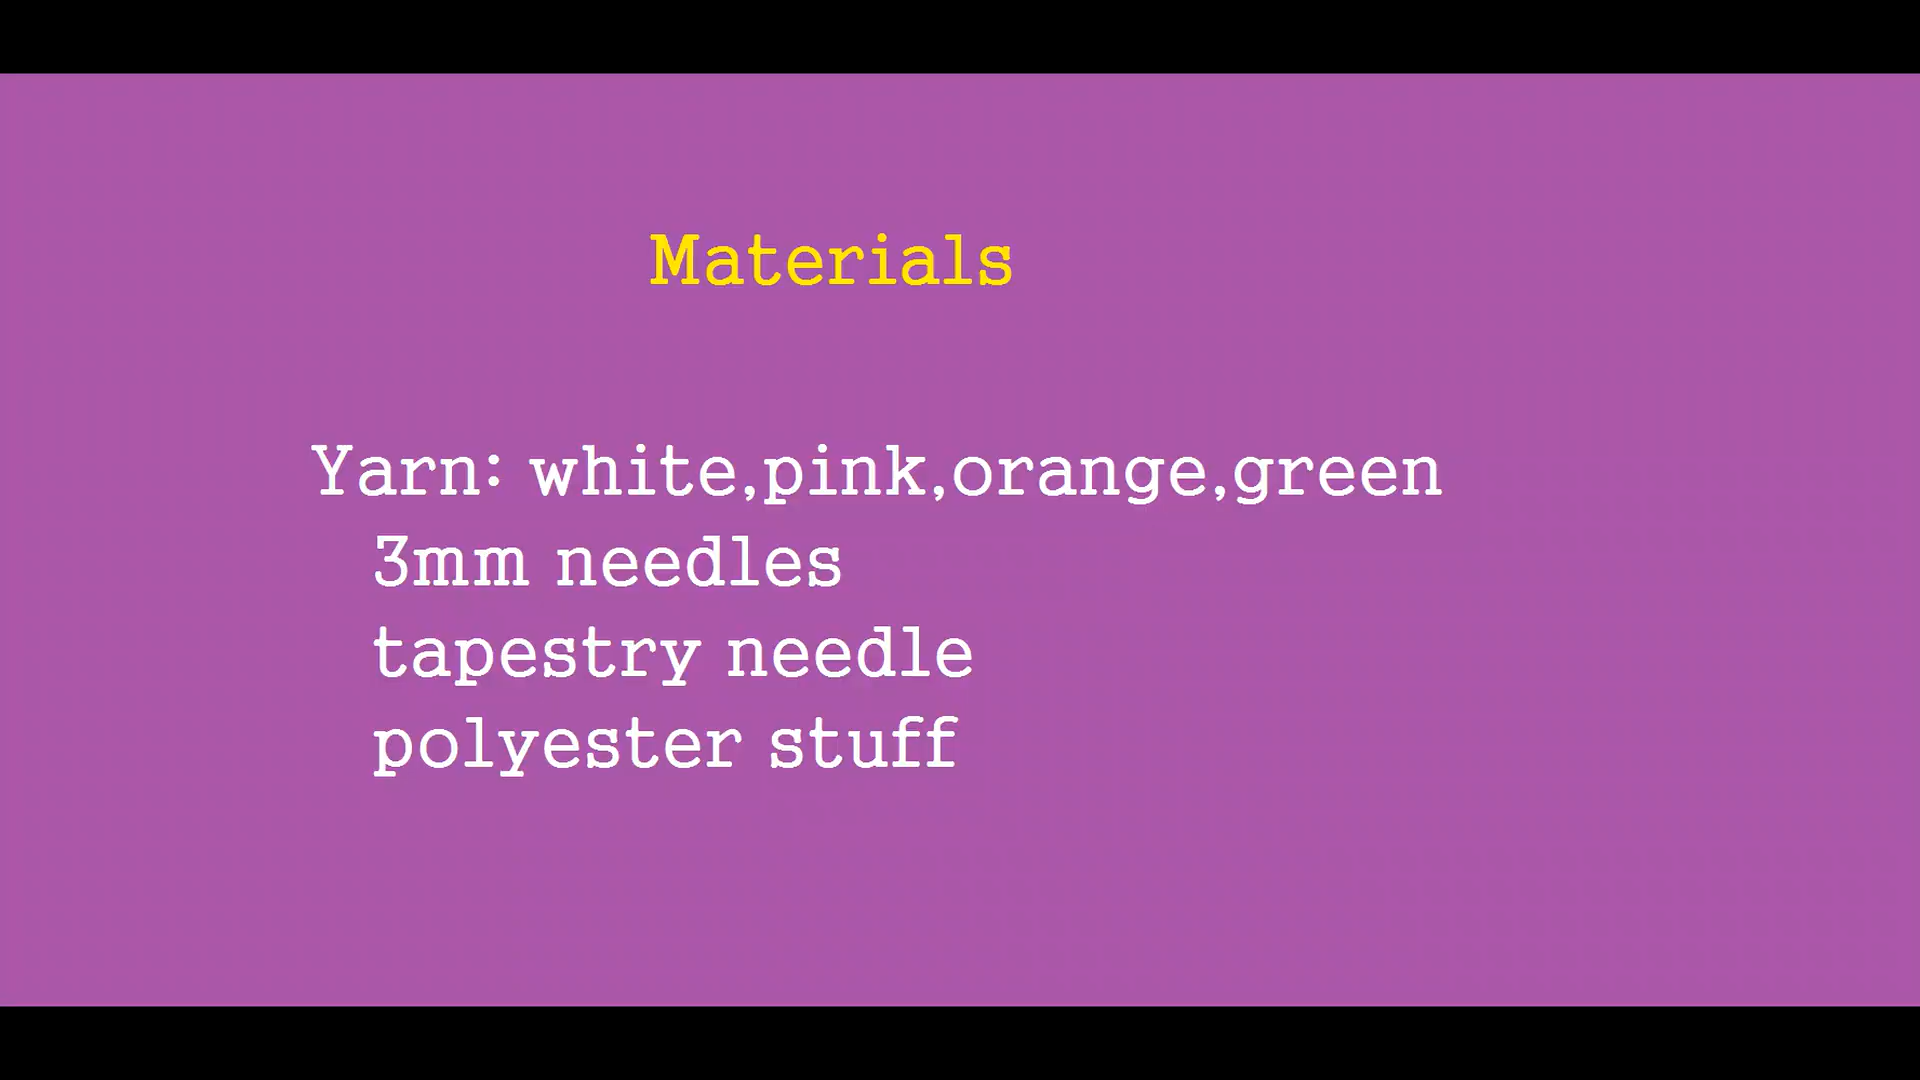 Materials
Yarn: white,pink,orange,green
3mm needles
tapestry needle
polyester stuff